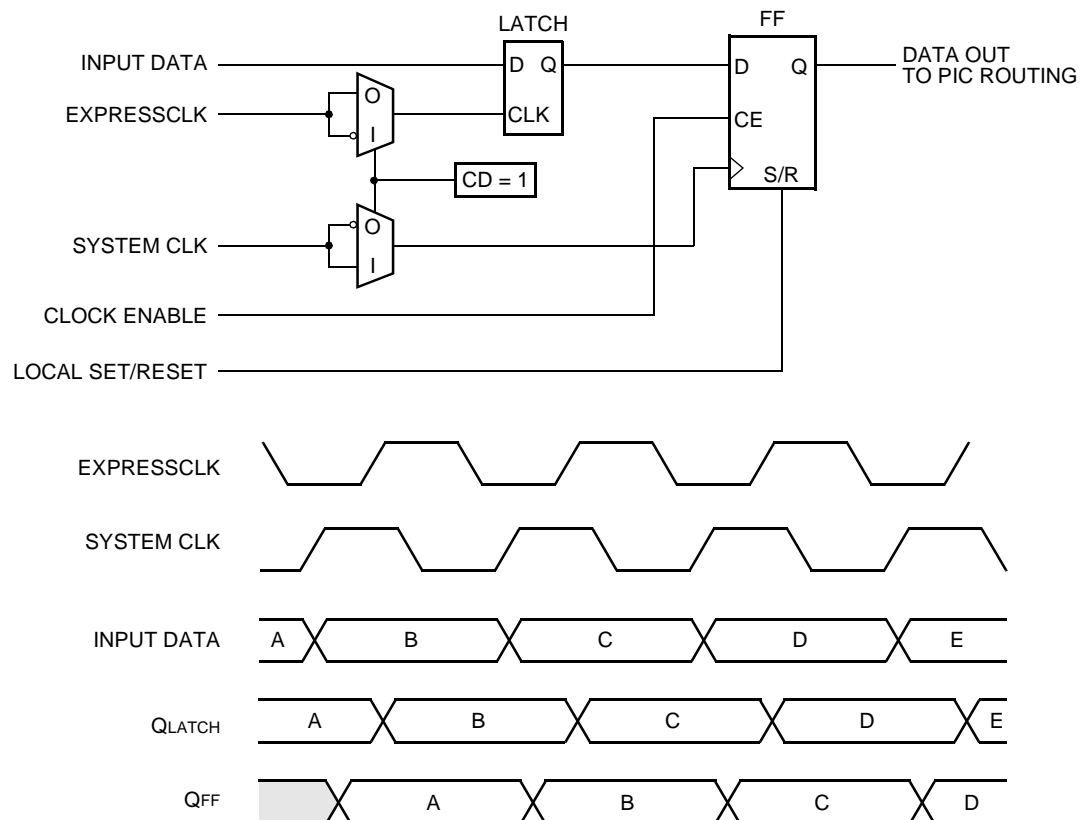 LATCH
FF
INPUT DATA
D Q
D Q
DATA OUT
TO PIC ROUTING
EXPRESSCLK
O
I
CLK
CE
CD = 1
S/R
SYSTEM CLK
O
I
CLOCK ENABLE
LOCAL SET/RESET
EXPRESSCLK
SYSTEM CLK
INPUT DATA
A B C D E
QLATCH
A B C D E
QFF
A B C D